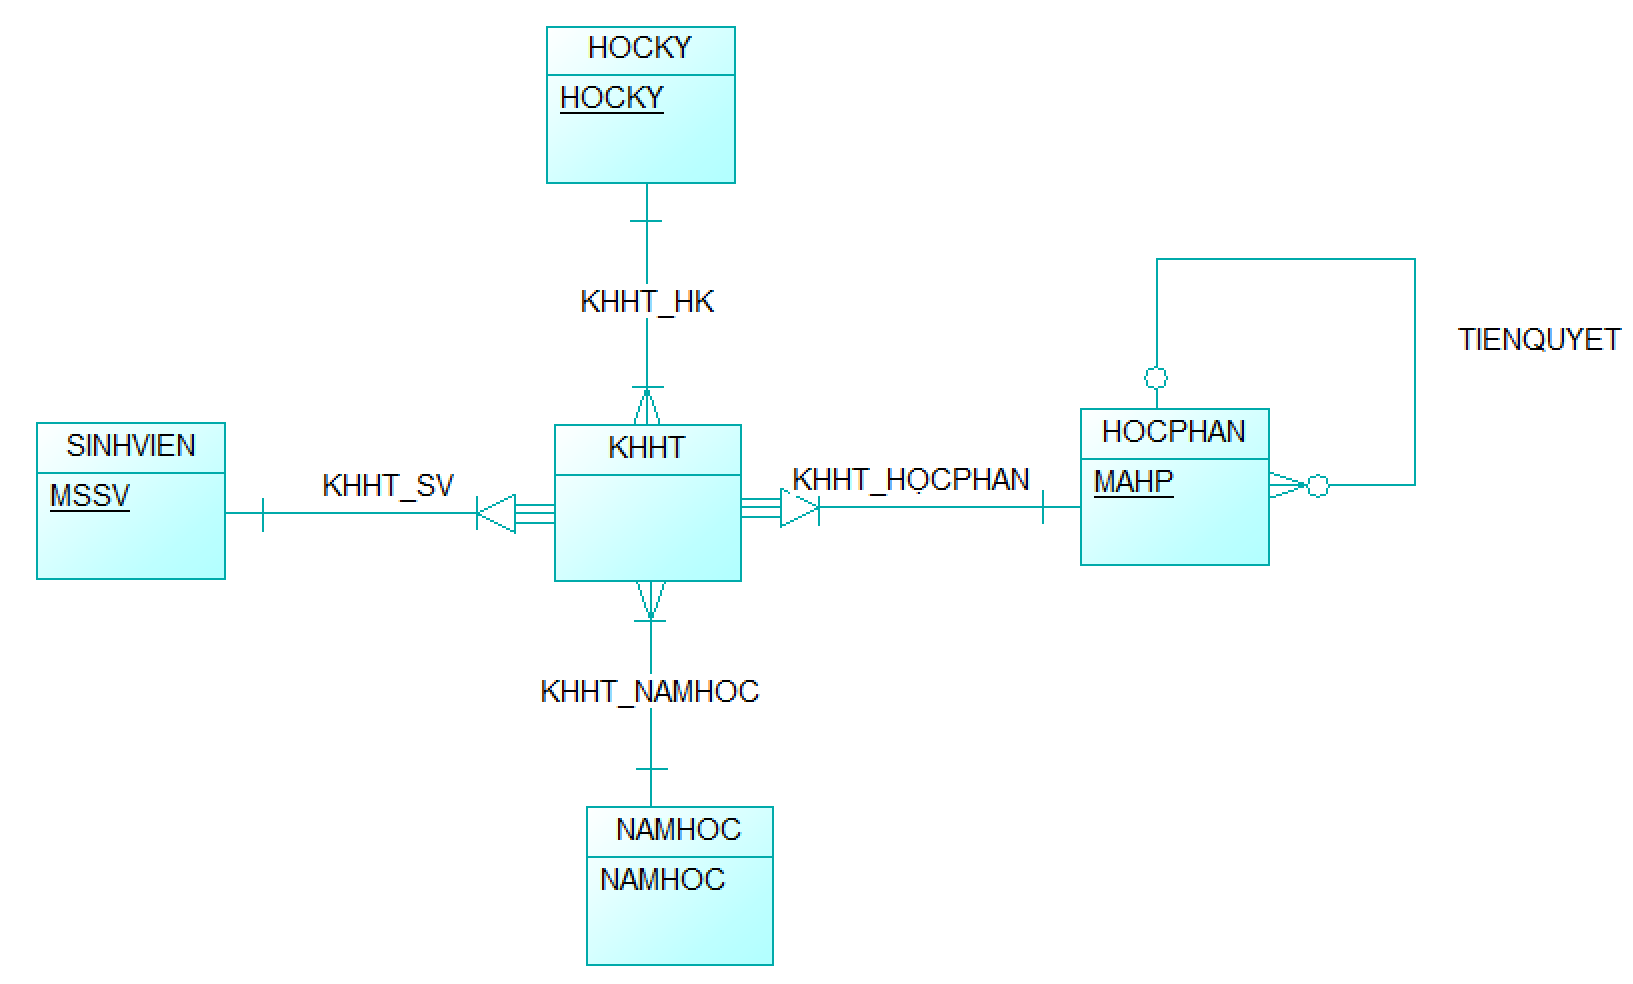 HOCKY
HOCKY
KHHT_HK
TIENQUYET
SINHVIEN
MSSV
KHHT_SV
KHHT
KHHT_HỌCPHAN
HOCPHAN
MAHP
KHHT_NAMHOC
NAMHOC
NAMHOC